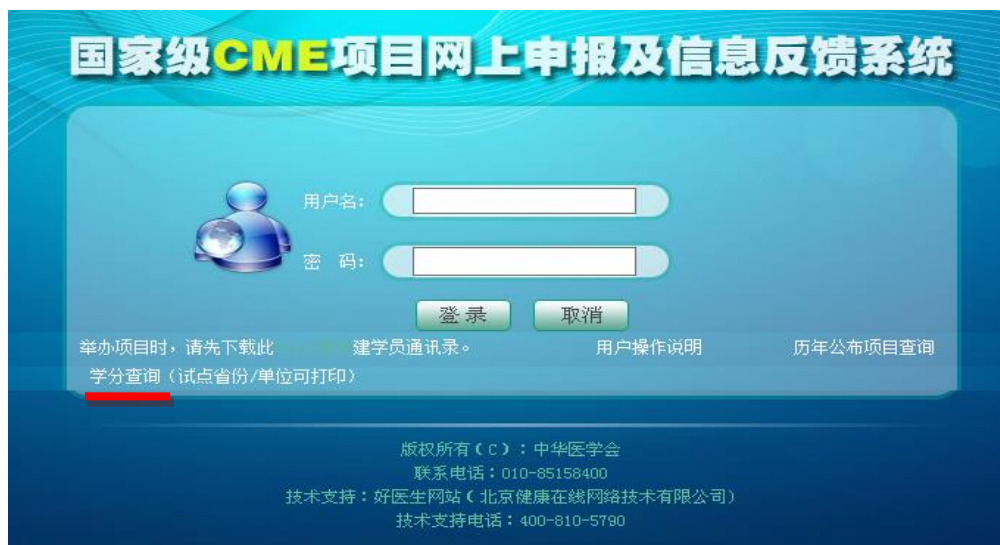 国家级CME项目网上申报及信息反馈系统
用户名：
密 码：
登录 取消
举办项目时，请先下载此 建学员通讯录。 用户操作说明 历年公布项目查询
学分查询（试点省份/单位可打印）
版权所有(C)：中华医学会
联系电话：010-85158400
技术支持：好医生网站(北京健康在线网络技术有限公司)
技术支持电话：400-810-5790